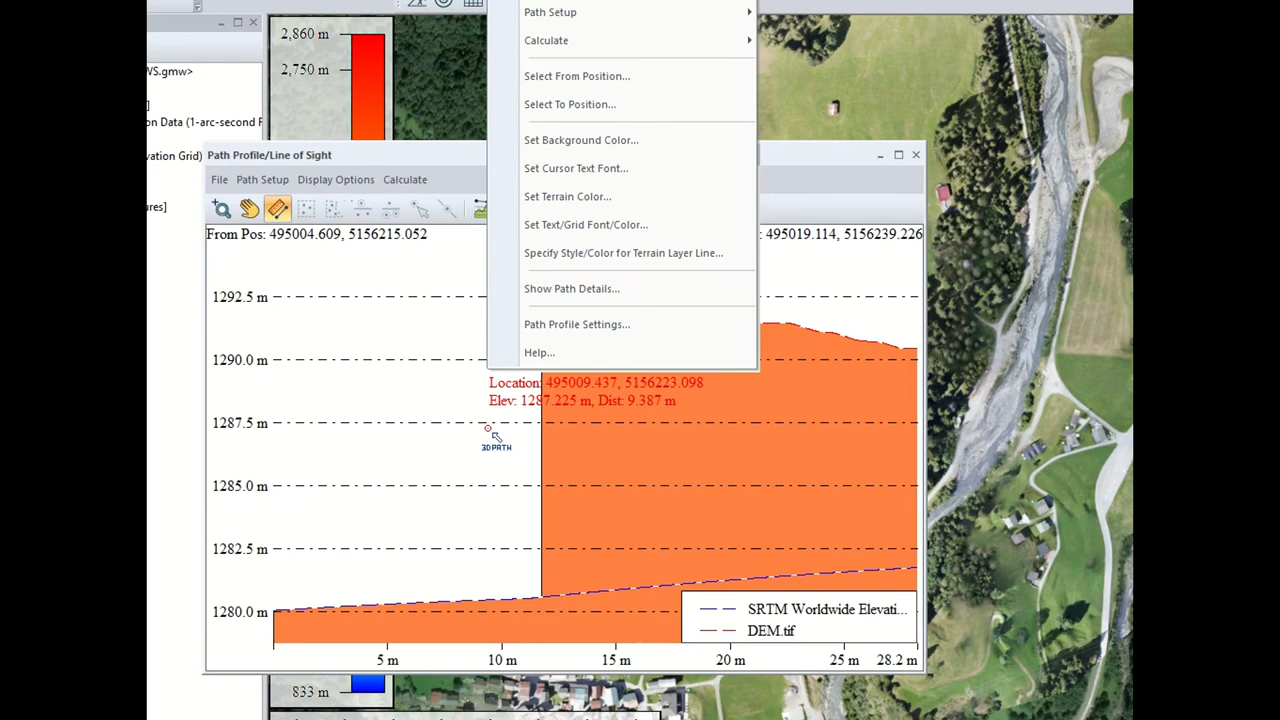 2,860 m
2,750 m
WS.gmw>
]
on Data (1-arc-second R
vation Grid)
ures]
Path Setup
Calculate
Select From Position...
Select To Position...
Set Background Color...
Set Cursor Text Font...
Set Terrain Color...
Set Text/Grid Font/Color...
Specify Style/Color for Terrain Layer Line...
Show Path Details...
Path Profile Settings...
Help...
Path Profile/Line of Sight
File Path Setup Display Options Calculate
From Pos: 495004.609, 5156215.052
: 495019.114, 5156239.226
1292.5 m
1290.0 m
Location: 495009.437, 5156223.098
Elev: 1287.225 m, Dist: 9.387 m
1287.5 m
3D PATH
1285.0 m
1282.5 m
1280.0 m
SRTM Worldwide Elevati...
DEM.tif
5 m 10 m 15 m 20 m 25 m 28.2 m
833 m